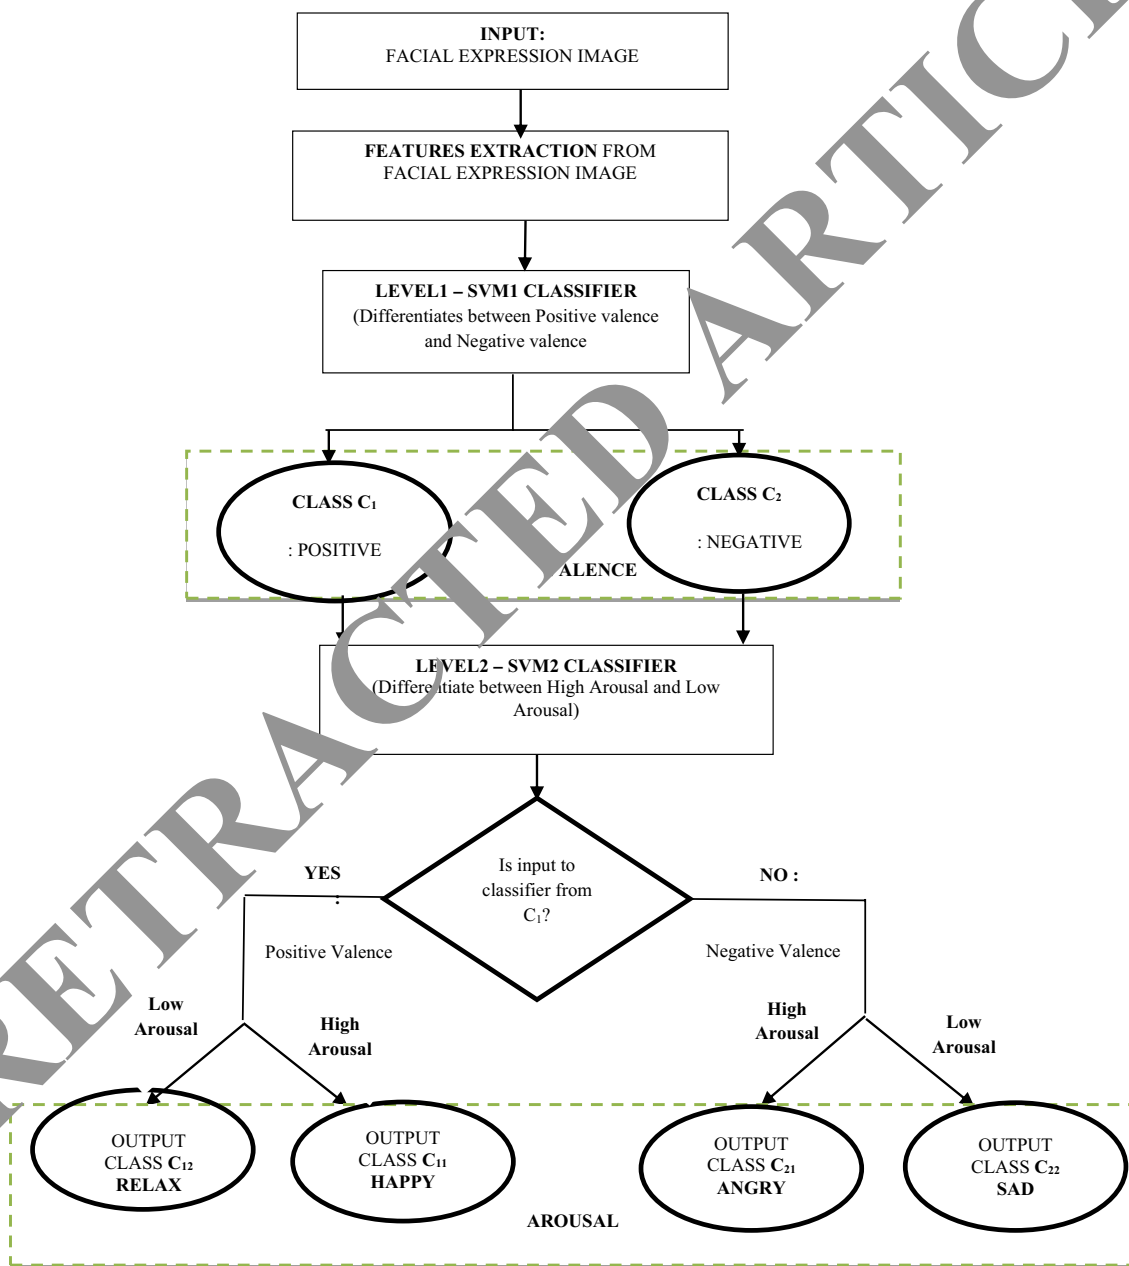 INPUT:
FACIAL EXPRESSION IMAGE
FEATURES EXTRACTION FROM
FACIAL EXPRESSION IMAGE
LEVEL1 – SVM1 CLASSIFIER
(Differentiates between Positive valence
and Negative valence
CLASS C₁
: POSITIVE
CLASS C₂
: NEGATIVE
ALENCE
LEVEL2 – SVM2 CLASSIFIER
(Differentiate between High Arousal and Low
Arousal)
Is input to
classifier from
C₁?
YES
:
Positive Valence
NO :
Negative Valence
Low
Arousal
High
Arousal
High
Arousal
Low
Arousal
OUTPUT
CLASS C₁₂
RELAX
OUTPUT
CLASS C₁₁
HAPPY
OUTPUT
CLASS C₂₁
ANGRY
OUTPUT
CLASS C₂₂
SAD
AROUSAL
RETRACTED ARTIC